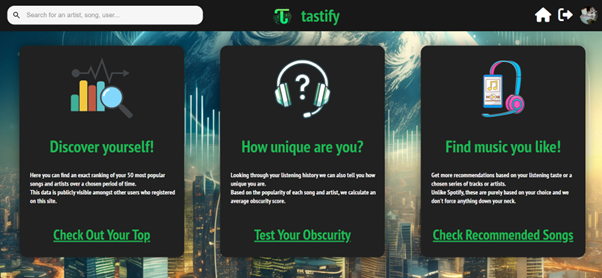 Search for an artist, song, user...
tastify
Discover yourself!
Here you can find an exact ranking of your 50 most popular
songs and artists over a chosen period of time.
This data is publicly visible amongst other users who registered
on this site.
Check Out Your Top
How unique are you?
Looking through your listening history we can also tell you how
unique you are.
Based on the popularity of each song and artist, we calculate an
average obscurity score.
Test Your Obscurity
Find music you like!
Get more recommendations based on your listening taste or a
chosen series of tracks or artists.
Unlike Spotify, these are purely based on your choice and we
don't force anything down your neck.
Check Recommended Songs